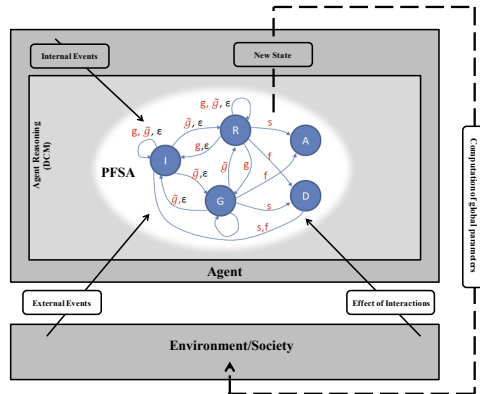 Internal Events
New State
g, g̃, ε
R
s
A
g, g̃, ε
g̃,ε
g,ε
f
I
g̃
g
f
PFSA
g̃,ε
D
G
s
g̃,ε
s,f
Agent Reasoning
(DCM)
Agent
External Events
Effect of Interactions
Environment/Society
Computation of global
parameters